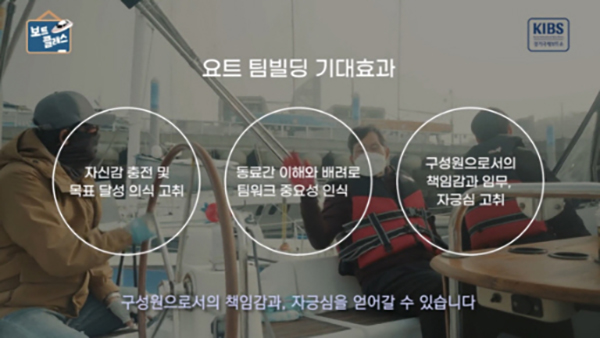 보트
클래스
KIBS
요트 팀빌딩 기대효과
자신감 충전 및
목표 달성 의식 고취
동료간 이해와 배려로
팀워크 중요성 인식
구성원으로서의
책임감과 임무,
자긍심 고취
구성원으로서의 책임감과, 자긍심을 얻어갈 수 있습니다